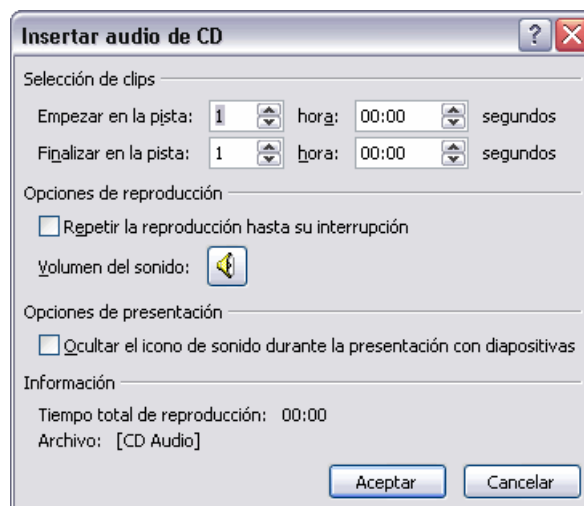 Insertar audio de CD
Selección de clips
Empezar en la pista: 1 hora: 00:00 segundos
Finalizar en la pista: 1 hora: 00:00 segundos
Opciones de reproducción
Repetir la reproducción hasta su interrupción
Volumen del sonido:
Opciones de presentación
Ocultar el icono de sonido durante la presentación con diapositivas
Información
Tiempo total de reproducción: 00:00
Archivo: [CD Audio]
Aceptar Cancelar